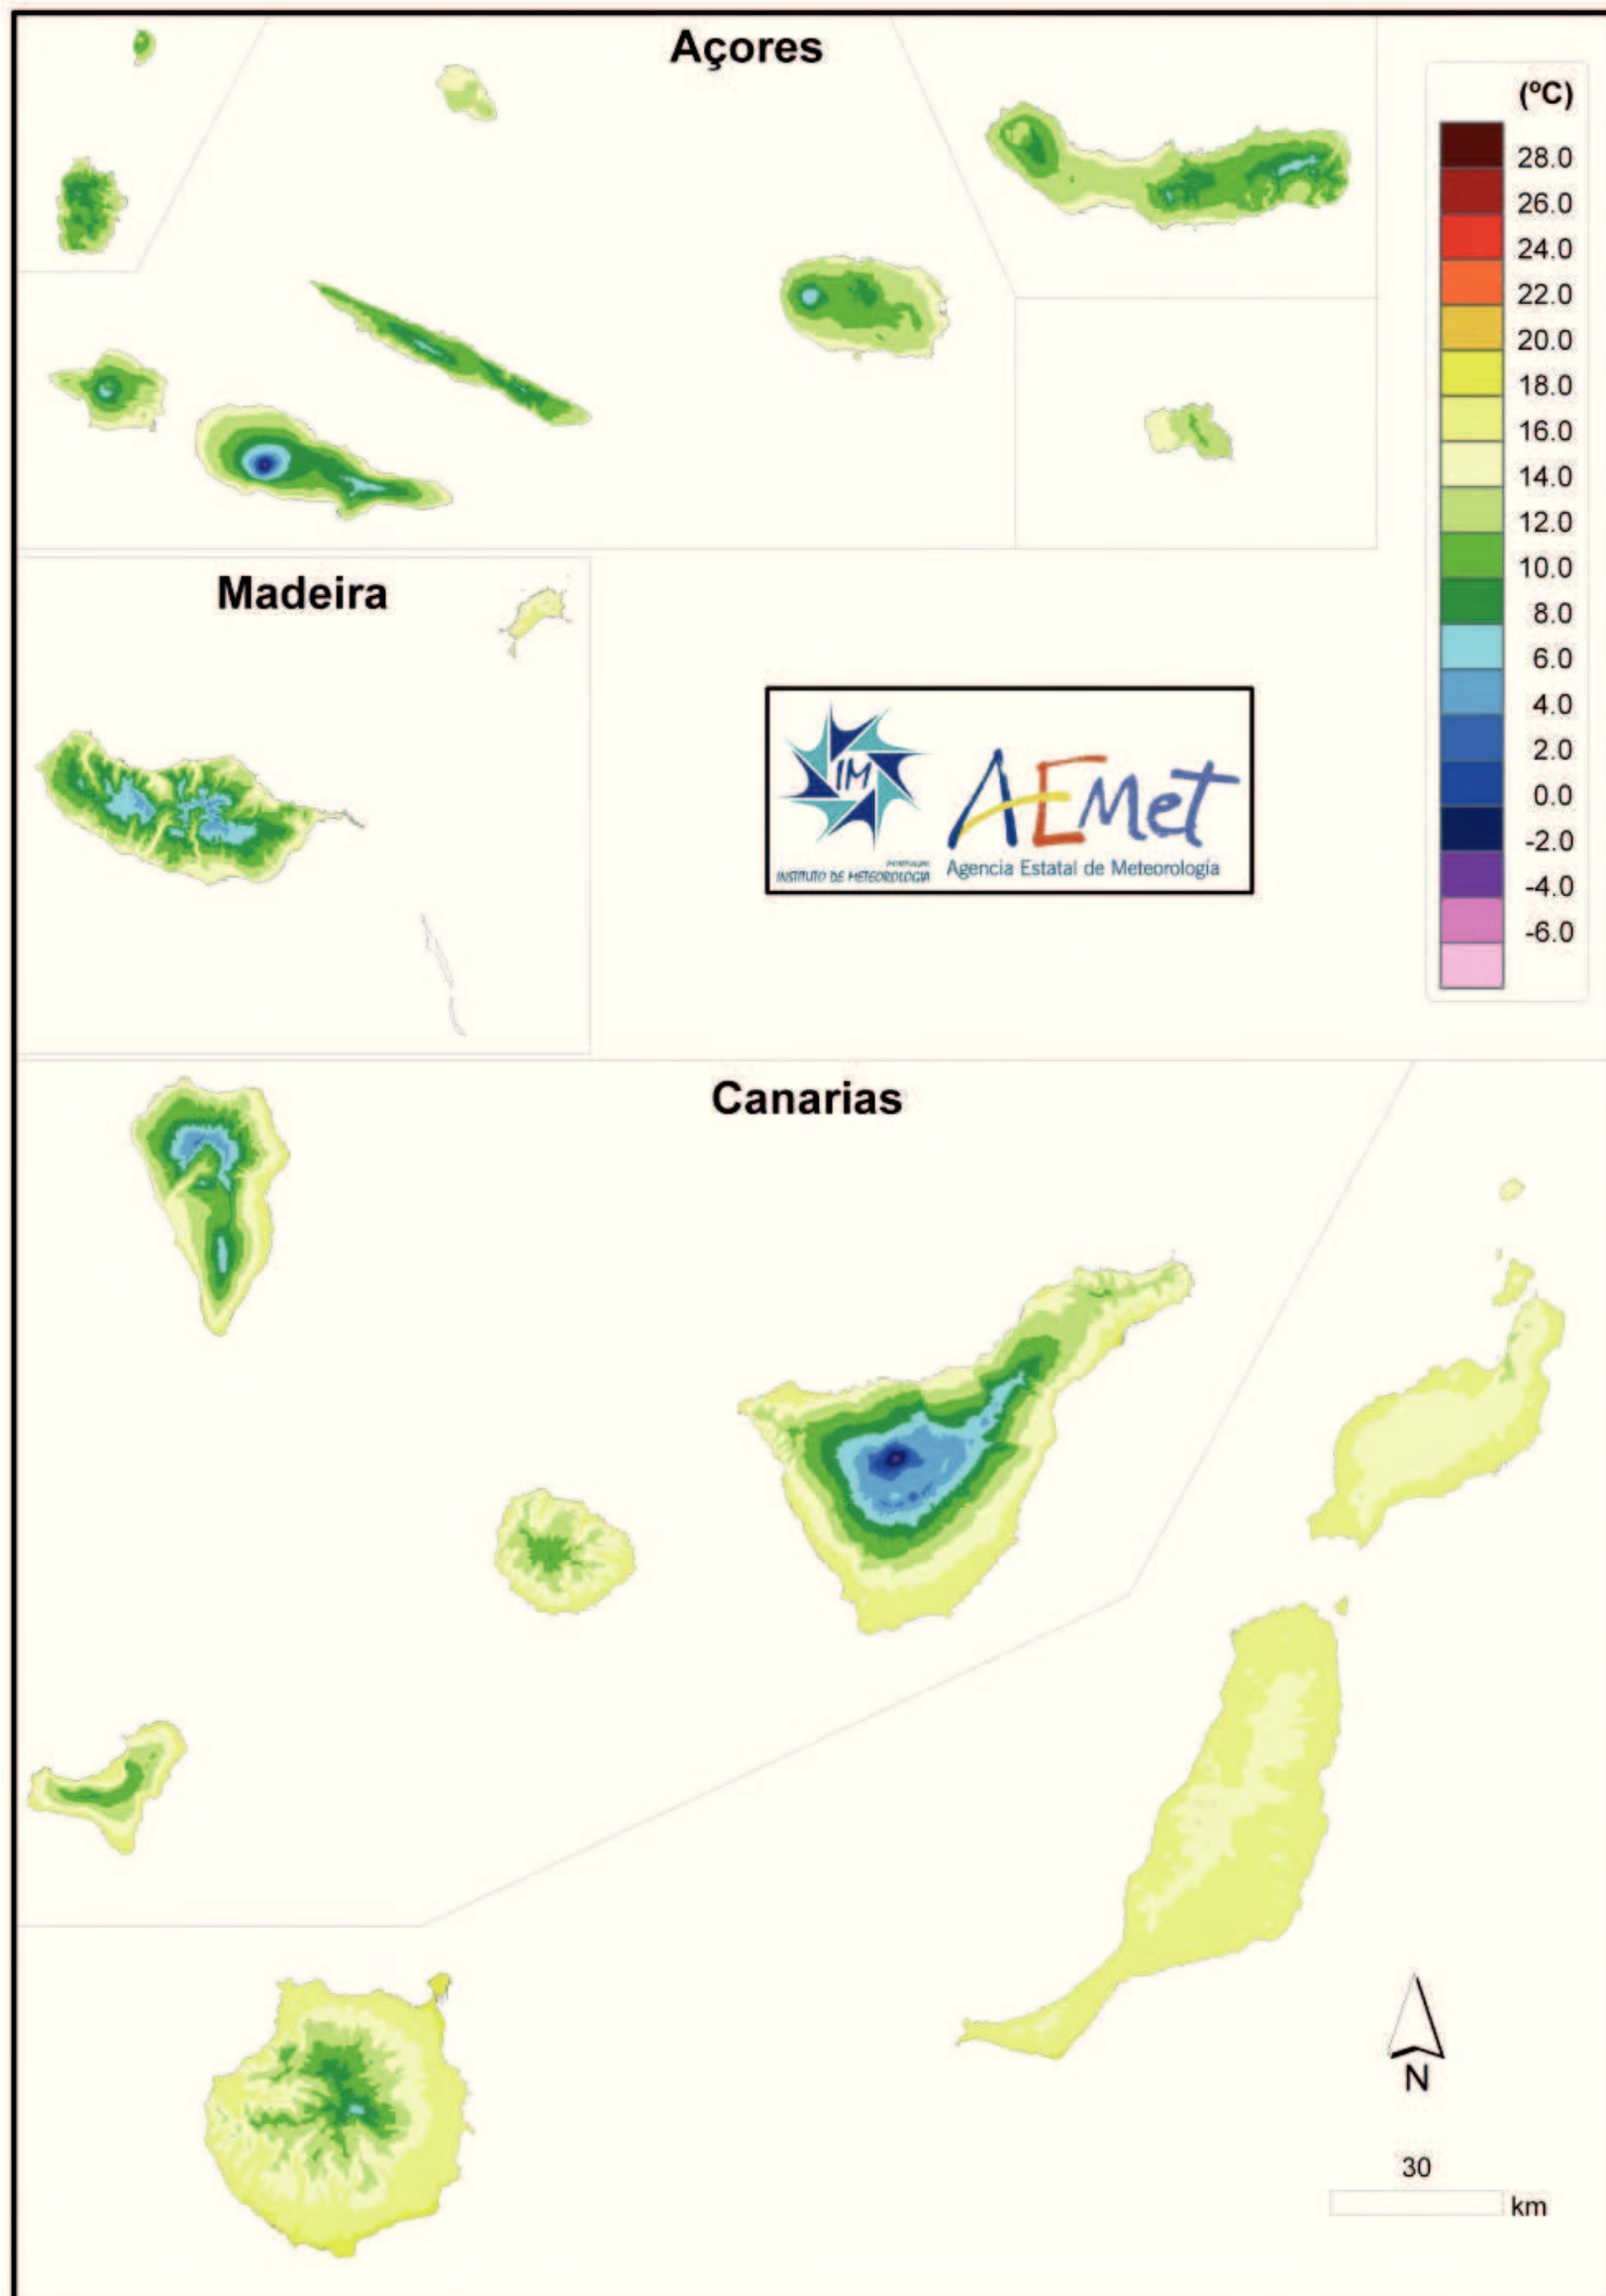 Açores
(ºC)
28.0
26.0
24.0
22.0
20.0
18.0
16.0
14.0
12.0
10.0
8.0
6.0
4.0
2.0
0.0
-2.0
-4.0
-6.0
Madeira
IM
PORTUGAL
INSTITUTO DE METEOROLOGIA
AEMet
Agencia Estatal de Meteorología
Canarias
N
30
km